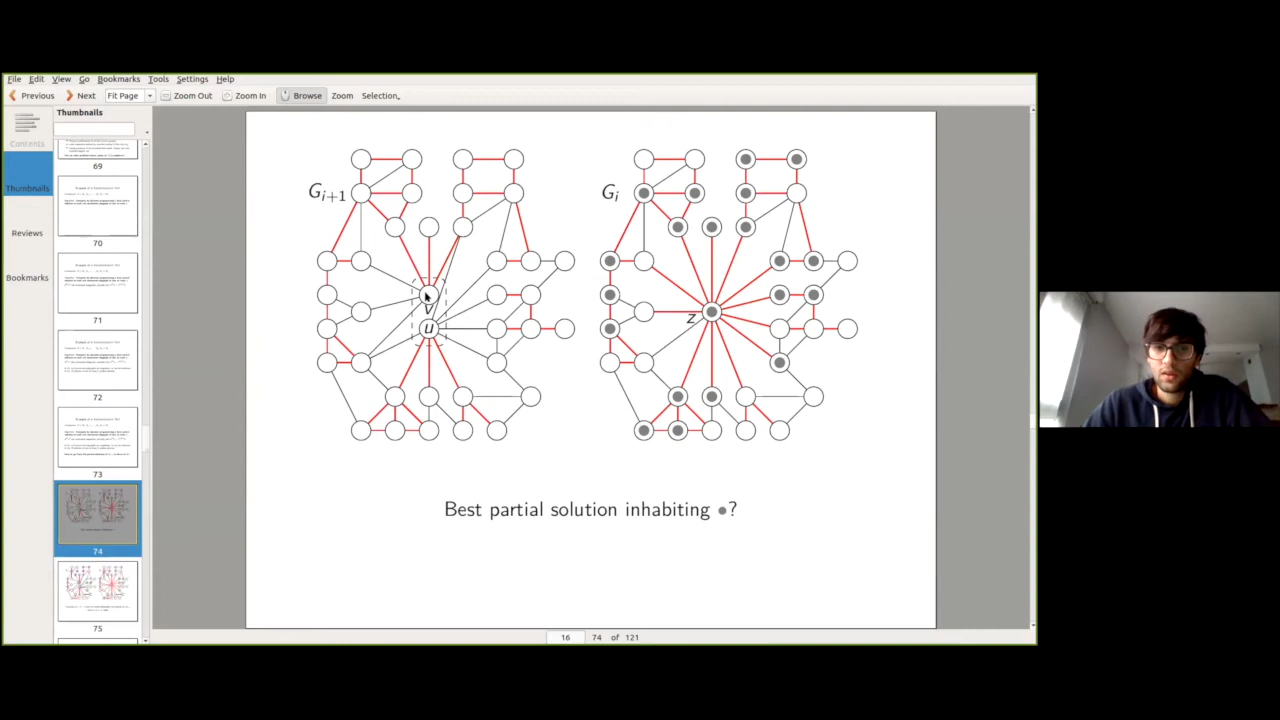 File Edit View Go Bookmarks Tools Settings Help
Previous Next Fit Page Zoom Out Zoom In Browse Zoom Selection
Contents
Thumbnails
Reviews
Bookmarks
Thumbnails
69
70
71
72
73
74
75
G_{i+1}
v
u
G_i
z
Best partial solution inhabiting ●?
16 74 of 121